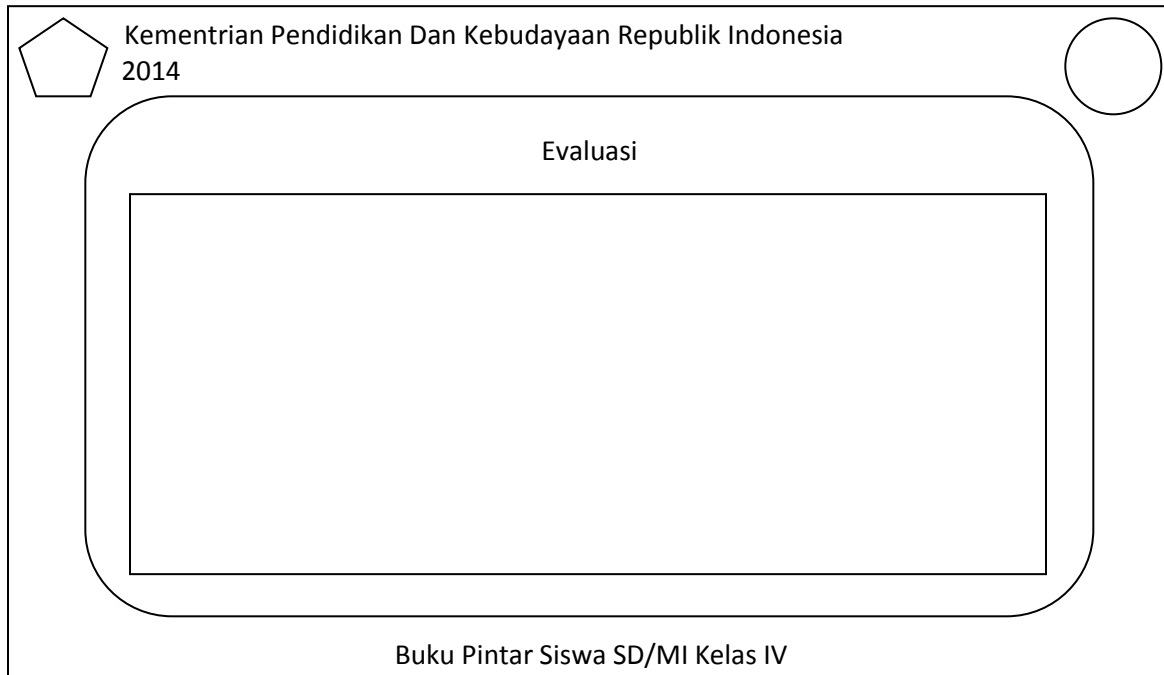 Kementrian Pendidikan Dan Kebudayaan Republik Indonesia
2014
Evaluasi
Buku Pintar Siswa SD/MI Kelas IV